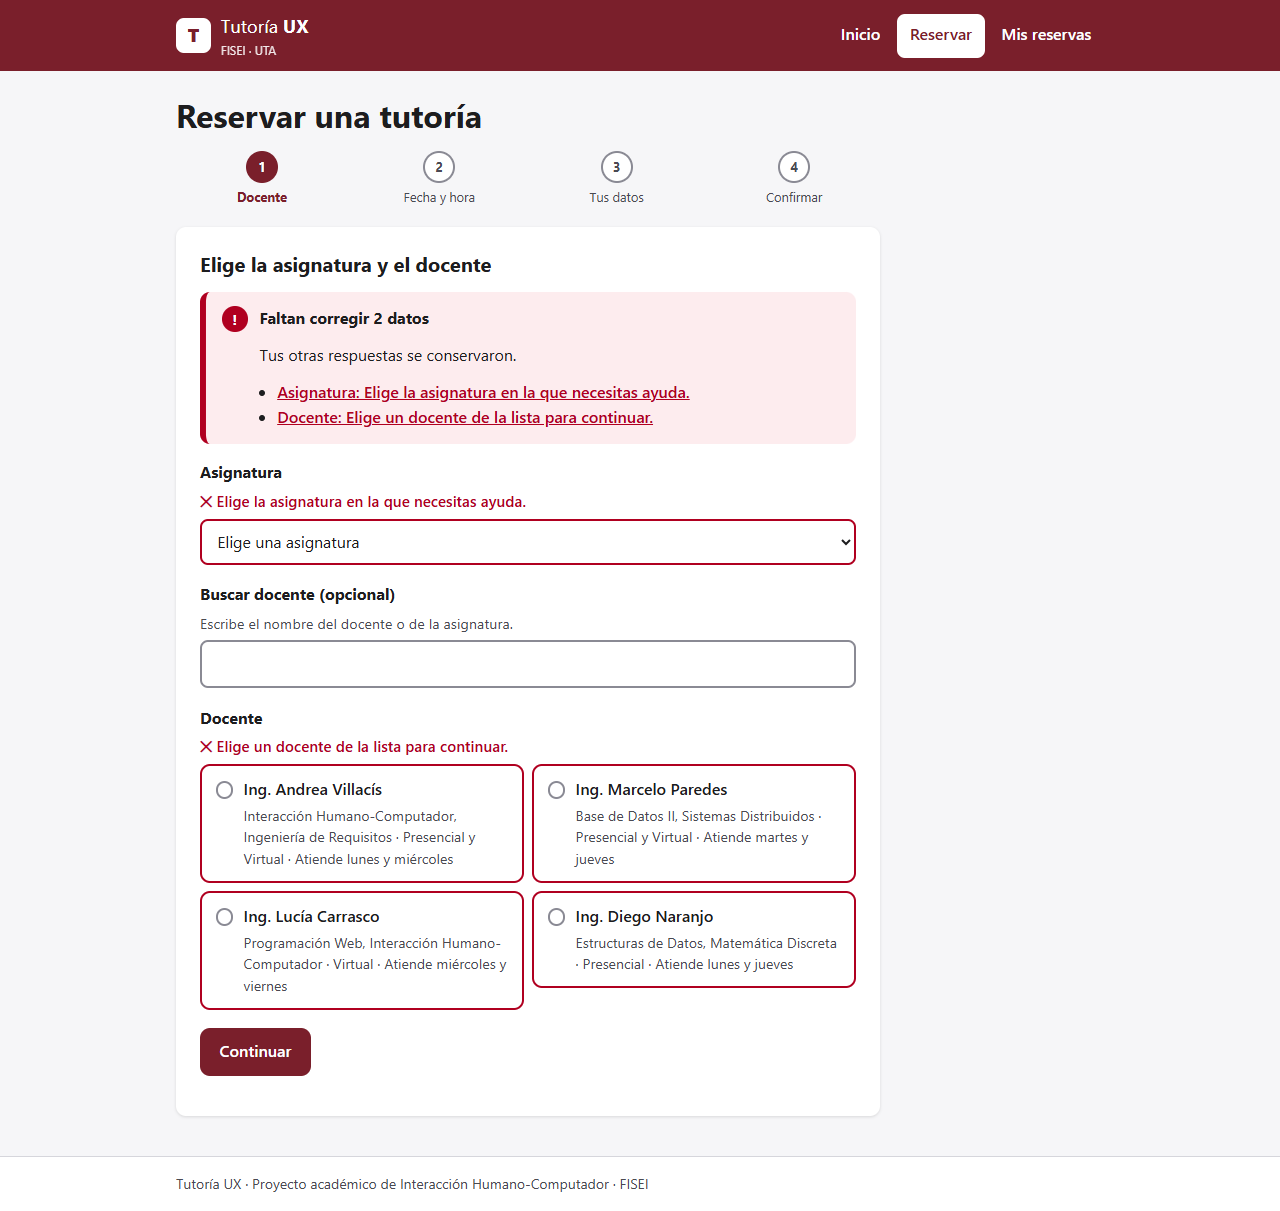 T
Tutoría UX
FISEI · UTA
Inicio
Reservar
Mis reservas
Reservar una tutoría
1
Docente
2
Fecha y hora
3
Tus datos
4
Confirmar
Elige la asignatura y el docente
!
Faltan corregir 2 datos
Tus otras respuestas se conservaron.
• Asignatura: Elige la asignatura en la que necesitas ayuda.
• Docente: Elige un docente de la lista para continuar.
Asignatura
✕ Elige la asignatura en la que necesitas ayuda.
Elige una asignatura
Buscar docente (opcional)
Escribe el nombre del docente o de la asignatura.
Docente
✕ Elige un docente de la lista para continuar.
Ing. Andrea Villacís
Interacción Humano-Computador,
Ingeniería de Requisitos · Presencial y
Virtual · Atiende lunes y miércoles
Ing. Marcelo Paredes
Base de Datos II, Sistemas Distribuidos ·
Presencial y Virtual · Atiende martes y
jueves
Ing. Lucía Carrasco
Programación Web, Interacción Humano-
Computador · Virtual · Atiende miércoles y
viernes
Ing. Diego Naranjo
Estructuras de Datos, Matemática Discreta
· Presencial · Atiende lunes y jueves
Continuar
Tutoría UX · Proyecto académico de Interacción Humano-Computador · FISEI